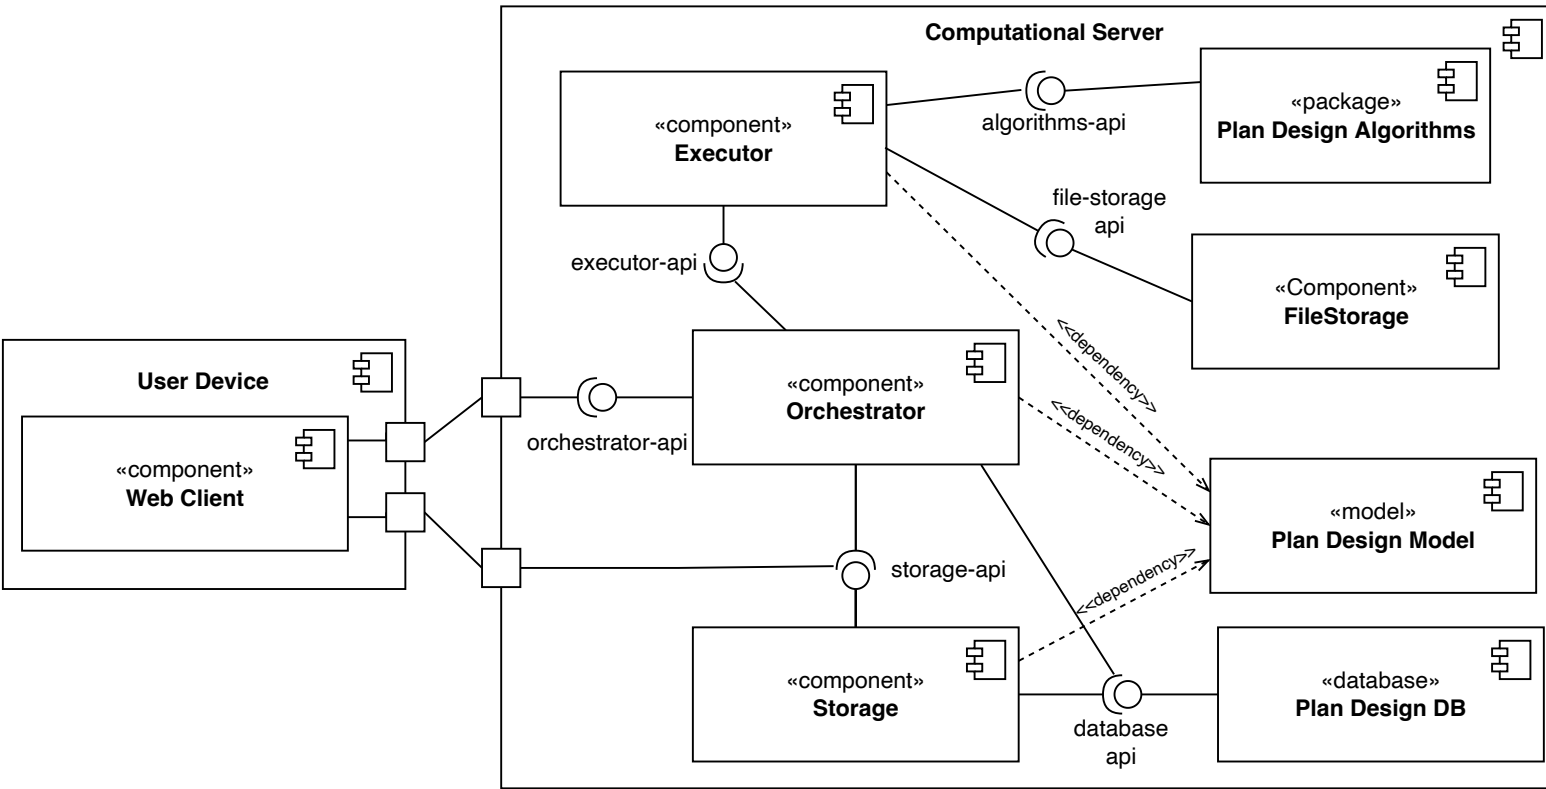 Computational Server
«component»
Executor
algorithms-api
«package»
Plan Design Algorithms
file-storage
api
executor-api
«Component»
FileStorage
<<dependency>>
User Device
«component»
Web Client
orchestrator-api
«component»
Orchestrator
<<dependency>>
«model»
Plan Design Model
<<dependency>>
storage-api
«component»
Storage
database
api
«database»
Plan Design DB